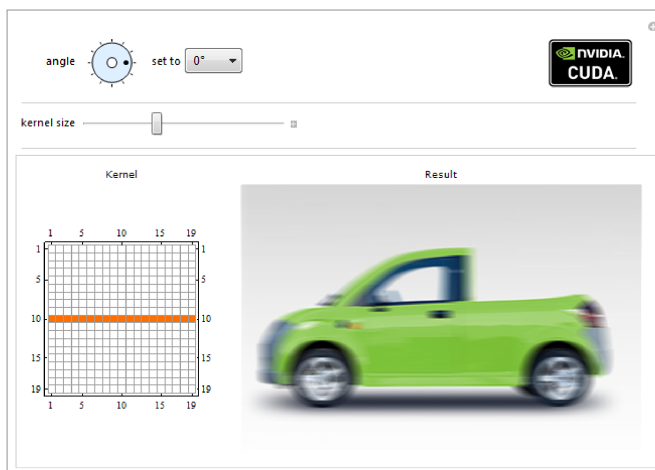 angle set to 0°
NVIDIA.
CUDA.
kernel size
Kernel Result
1 5 10 15 19
1 1
5 5
10 10
15 15
19 19
1 5 10 15 19